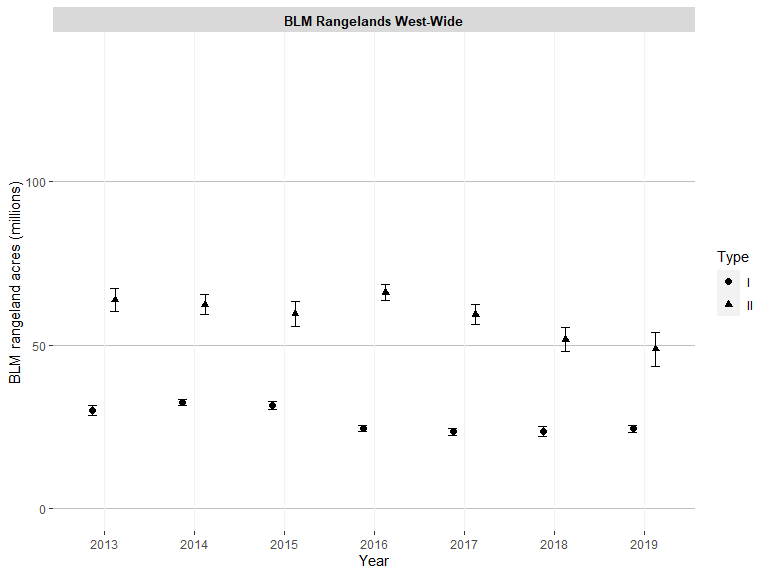 BLM Rangelands West-Wide
BLM rangeland acres (millions)
100
50
0
2013 2014 2015 2016 2017 2018 2019
Year
Type
I
II